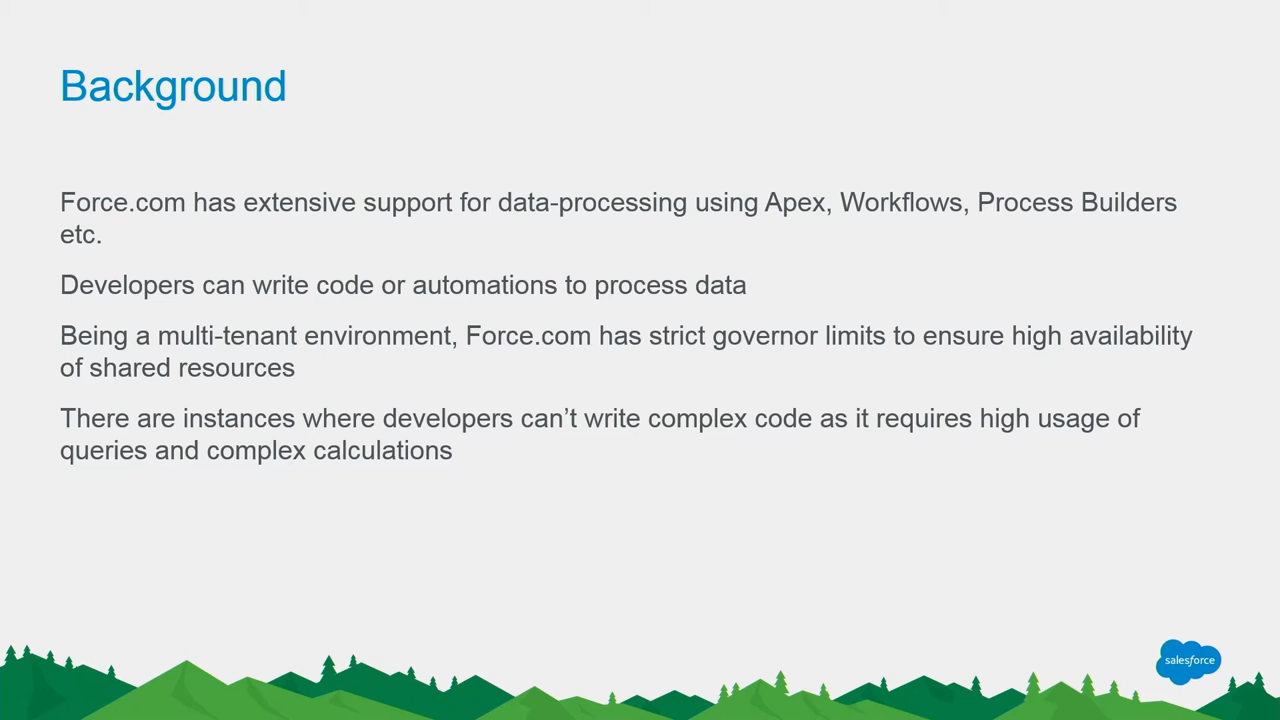 Background
Force.com has extensive support for data-processing using Apex, Workflows, Process Builders
etc.
Developers can write code or automations to process data
Being a multi-tenant environment, Force.com has strict governor limits to ensure high availability
of shared resources
There are instances where developers can’t write complex code as it requires high usage of
queries and complex calculations
salesforce